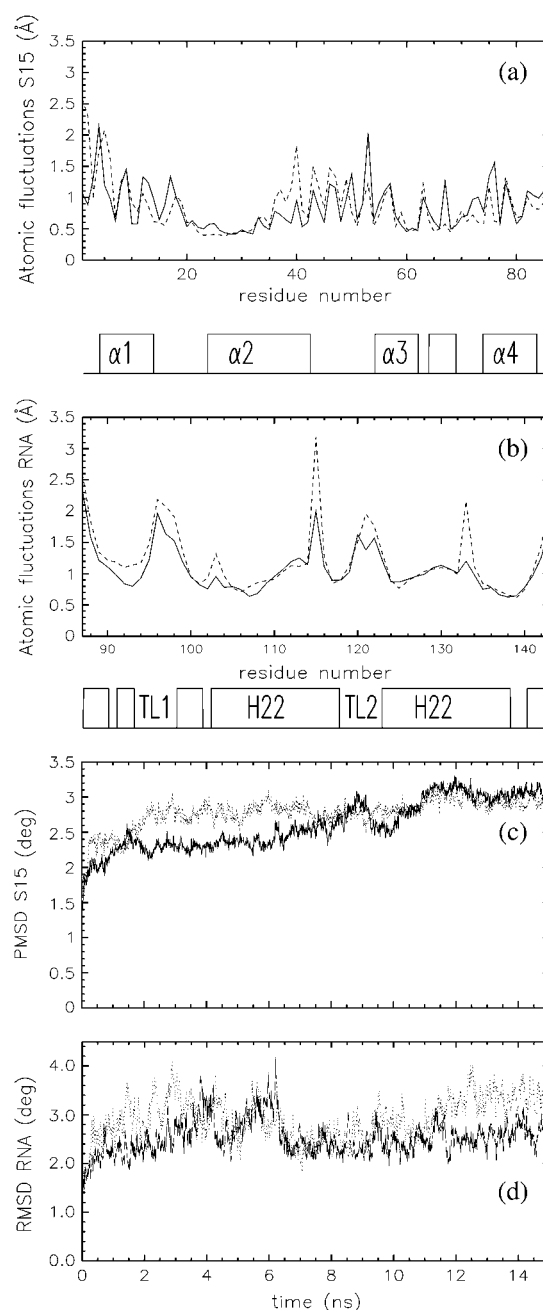 (a)
Atomic fluctuations S15 (Å)
3.5
3
2.5
2
1.5
1
0.5
0
20 40 60 80
residue number
α1 α2 α3 α4
(b)
Atomic fluctuations RNA (Å)
3.5
3
2.5
2
1.5
1
0.5
0
90 100 110 120 130 140
residue number
TL1 H22 TL2 H22
(c)
PMSD S15 (deg)
3.5
3
2.5
2
1.5
1
0.5
0
(d)
RMSD RNA (deg)
4.0
3.0
2.0
1.0
0.0
0 2 4 6 8 10 12 14
time (ns)